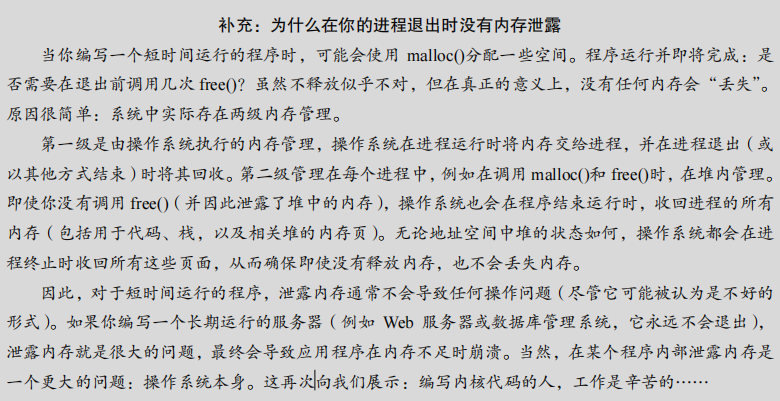 补充：为什么在你的进程退出时没有内存泄露
当你编写一个短时间运行的程序时，可能会使用 malloc()分配一些空间。程序运行并即将完成：是
否需要在退出前调用几次 free()？虽然不释放似乎不对，但在真正的意义上，没有任何内存会“丢失”。
原因很简单：系统中实际存在两级内存管理。
第一级是由操作系统执行的内存管理，操作系统在进程运行时将内存交给进程，并在进程退出（或
以其他方式结束）时将其回收。第二级管理在每个进程中，例如在调用 malloc()和 free()时，在堆内管理。
即使你没有调用 free()（并因此泄露了堆中的内存），操作系统也会在程序结束运行时，收回进程的所有
内存（包括用于代码、栈，以及相关堆的内存页）。无论地址空间中堆的状态如何，操作系统都会在进
程终止时收回所有这些页面，从而确保即使没有释放内存，也不会丢失内存。
因此，对于短时间运行的程序，泄露内存通常不会导致任何操作问题（尽管它可能被认为是不好的
形式）。如果你编写一个长期运行的服务器（例如 Web 服务器或数据库管理系统，它永远不会退出），
泄露内存就是很大的问题，最终会导致应用程序在内存不足时崩溃。当然，在某个程序内部泄露内存是
一个更大的问题：操作系统本身。这再次向我们展示：编写内核代码的人，工作是辛苦的……